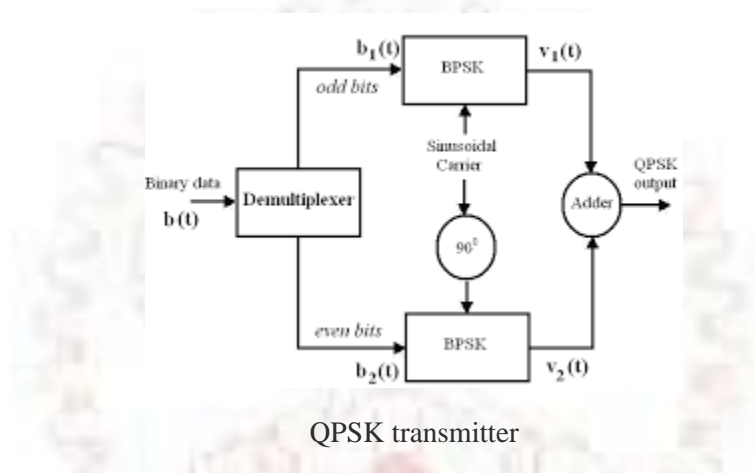 b₁(t)
BPSK
v₁(t)
odd bits
Sinusoidal
Carrier
QPSK
output
Binary data
b(t)
Demultiplexer
Adder
90⁰
even bits
BPSK
b₂(t)
v₂(t)
QPSK transmitter